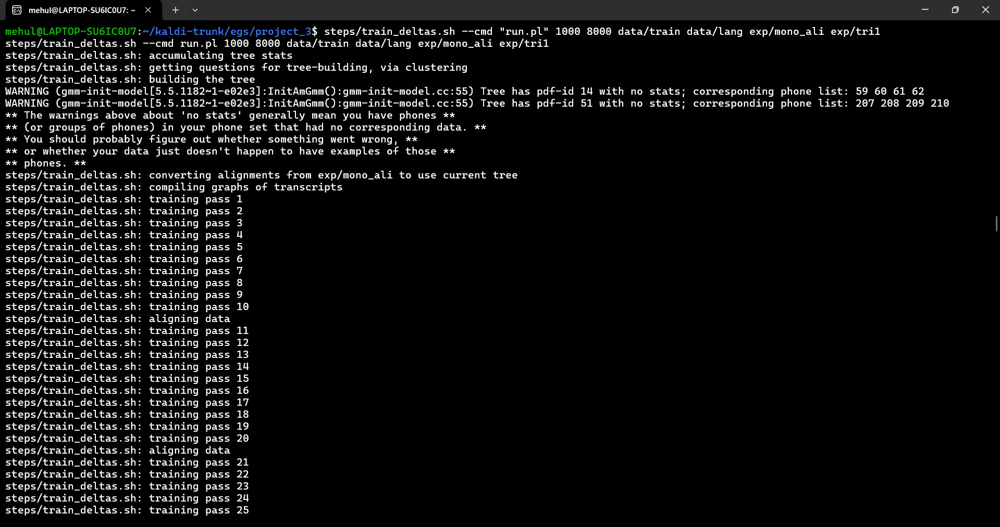 mehul@LAPTOP-SU6IC0U7: ~
mehul@LAPTOP-SU6IC0U7:~/kaldi-trunk/egs/project_3$ steps/train_deltas.sh --cmd "run.pl" 1000 8000 data/train data/lang exp/mono_ali exp/tri1
steps/train_deltas.sh --cmd run.pl 1000 8000 data/train data/lang exp/mono_ali exp/tri1
steps/train_deltas.sh: accumulating tree stats
steps/train_deltas.sh: getting questions for tree-building, via clustering
steps/train_deltas.sh: building the tree
WARNING (gmm-init-model[5.5.1182~1-e02e3]:InitAmGmm():gmm-init-model.cc:55) Tree has pdf-id 14 with no stats; corresponding phone list: 59 60 61 62
WARNING (gmm-init-model[5.5.1182~1-e02e3]:InitAmGmm():gmm-init-model.cc:55) Tree has pdf-id 51 with no stats; corresponding phone list: 207 208 209 210
** The warnings above about 'no stats' generally mean you have phones **
** (or groups of phones) in your phone set that had no corresponding data. **
** You should probably figure out whether something went wrong, **
** or whether your data just doesn't happen to have examples of those **
** phones. **
steps/train_deltas.sh: converting alignments from exp/mono_ali to use current tree
steps/train_deltas.sh: compiling graphs of transcripts
steps/train_deltas.sh: training pass 1
steps/train_deltas.sh: training pass 2
steps/train_deltas.sh: training pass 3
steps/train_deltas.sh: training pass 4
steps/train_deltas.sh: training pass 5
steps/train_deltas.sh: training pass 6
steps/train_deltas.sh: training pass 7
steps/train_deltas.sh: training pass 8
steps/train_deltas.sh: training pass 9
steps/train_deltas.sh: training pass 10
steps/train_deltas.sh: aligning data
steps/train_deltas.sh: training pass 11
steps/train_deltas.sh: training pass 12
steps/train_deltas.sh: training pass 13
steps/train_deltas.sh: training pass 14
steps/train_deltas.sh: training pass 15
steps/train_deltas.sh: training pass 16
steps/train_deltas.sh: training pass 17
steps/train_deltas.sh: training pass 18
steps/train_deltas.sh: training pass 19
steps/train_deltas.sh: training pass 20
steps/train_deltas.sh: aligning data
steps/train_deltas.sh: training pass 21
steps/train_deltas.sh: training pass 22
steps/train_deltas.sh: training pass 23
steps/train_deltas.sh: training pass 24
steps/train_deltas.sh: training pass 25